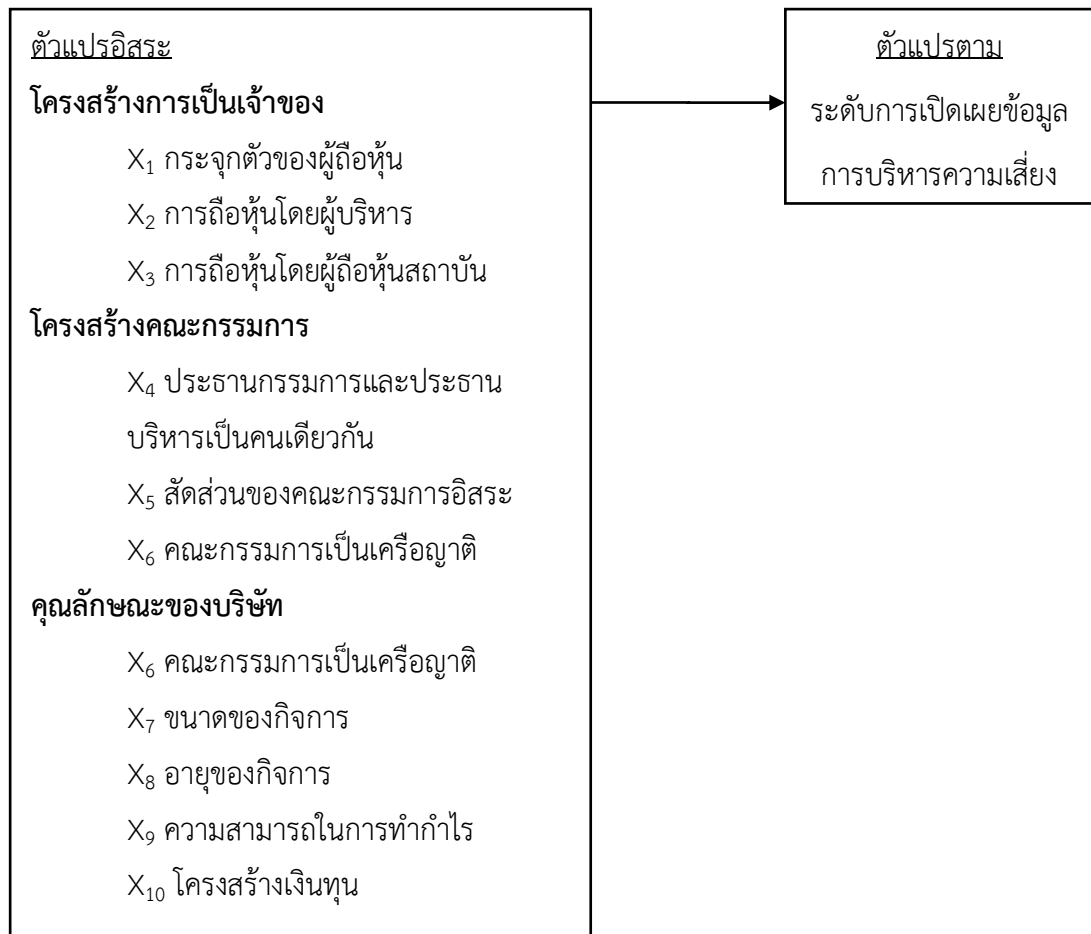 ตัวแปรอิสระ
โครงสร้างการเป็นเจ้าของ
X₁ กระจุกตัวของผู้ถือหุ้น
X₂ การถือหุ้นโดยผู้บริหาร
X₃ การถือหุ้นโดยผู้ถือหุ้นสถาบัน
โครงสร้างคณะกรรมการ
X₄ ประธานกรรมการและประธาน
บริหารเป็นคนเดียวกัน
X₅ สัดส่วนของคณะกรรมการอิสระ
X₆ คณะกรรมการเป็นเครือญาติ
คุณลักษณะของบริษัท
X₆ คณะกรรมการเป็นเครือญาติ
X₇ ขนาดของกิจการ
X₈ อายุของกิจการ
X₉ ความสามารถในการทำกำไร
X₁₀ โครงสร้างเงินทุน
ตัวแปรตาม
ระดับการเปิดเผยข้อมูล
การบริหารความเสี่ยง